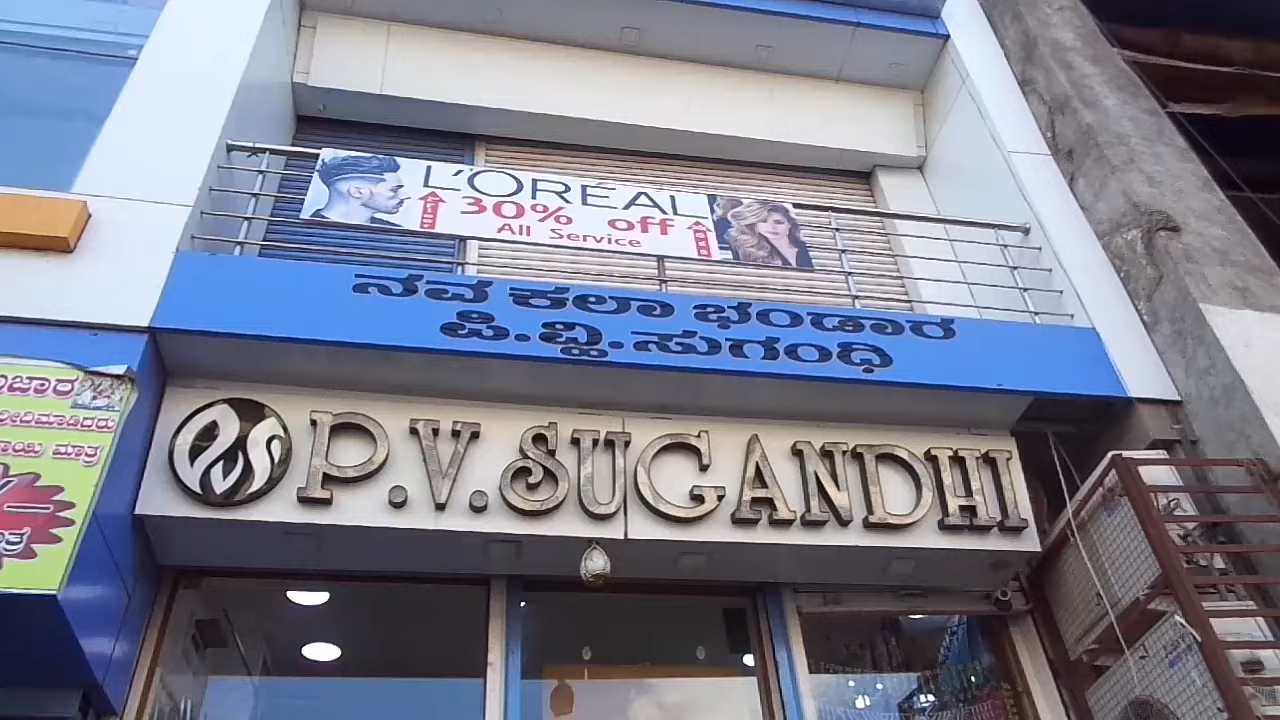 L'ORÉAL
30% off
All Service
ನವ ಕಲಾ ಭಂಡಾರ
ಪಿ.ವ್ಹಿ.ಸುಗಂಧಿ
P.V. SUGANDHI
ಮಾತ್ರ